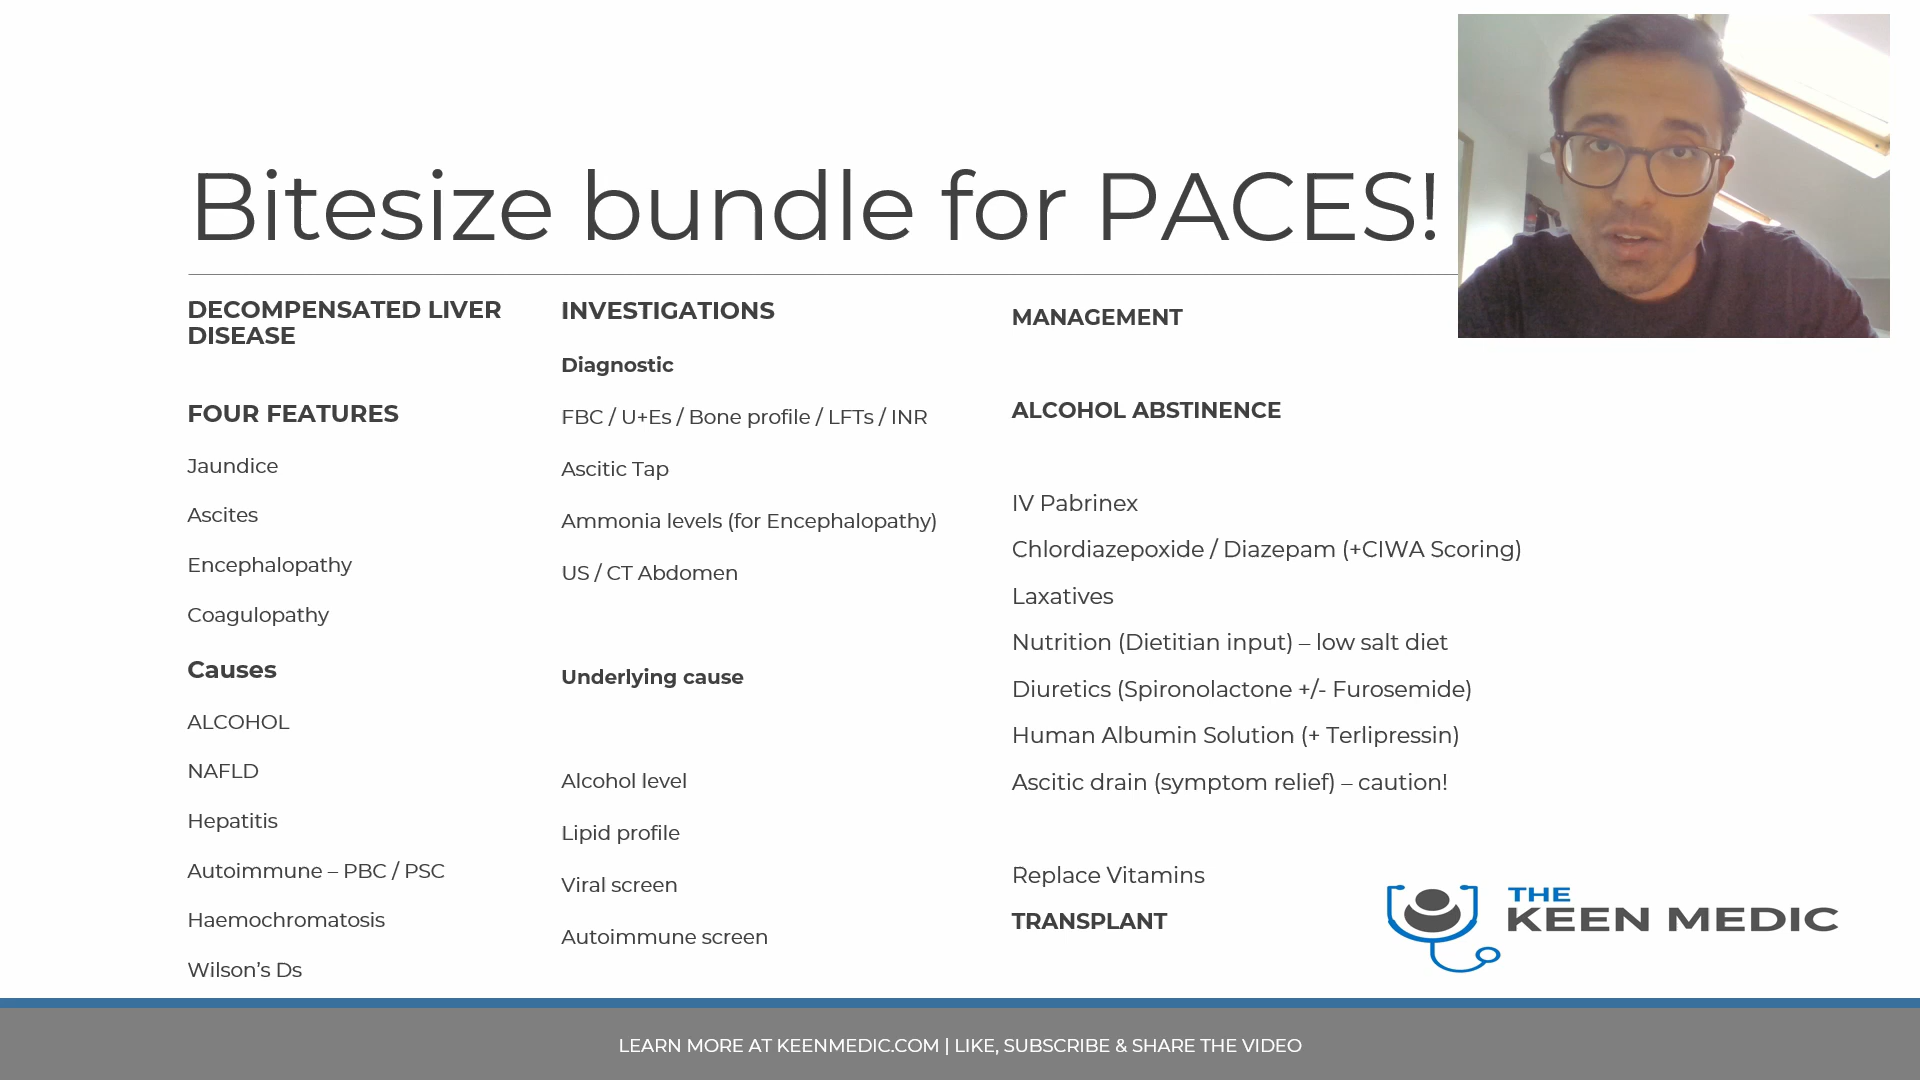 Bitesize bundle for PACES!
DECOMPENSATED LIVER
DISEASE
FOUR FEATURES
Jaundice
Ascites
Encephalopathy
Coagulopathy
Causes
ALCOHOL
NAFLD
Hepatitis
Autoimmune – PBC / PSC
Haemochromatosis
Wilson's Ds
INVESTIGATIONS
Diagnostic
FBC / U+Es / Bone profile / LFTs / INR
Ascitic Tap
Ammonia levels (for Encephalopathy)
US / CT Abdomen
Underlying cause
Alcohol level
Lipid profile
Viral screen
Autoimmune screen
MANAGEMENT
ALCOHOL ABSTINENCE
IV Pabrinex
Chlordiazepoxide / Diazepam (+CIWA Scoring)
Laxatives
Nutrition (Dietitian input) – low salt diet
Diuretics (Spironolactone +/- Furosemide)
Human Albumin Solution (+ Terlipressin)
Ascitic drain (symptom relief) – caution!
Replace Vitamins
TRANSPLANT
THE
KEEN MEDIC
LEARN MORE AT KEENMEDIC.COM | LIKE, SUBSCRIBE & SHARE THE VIDEO